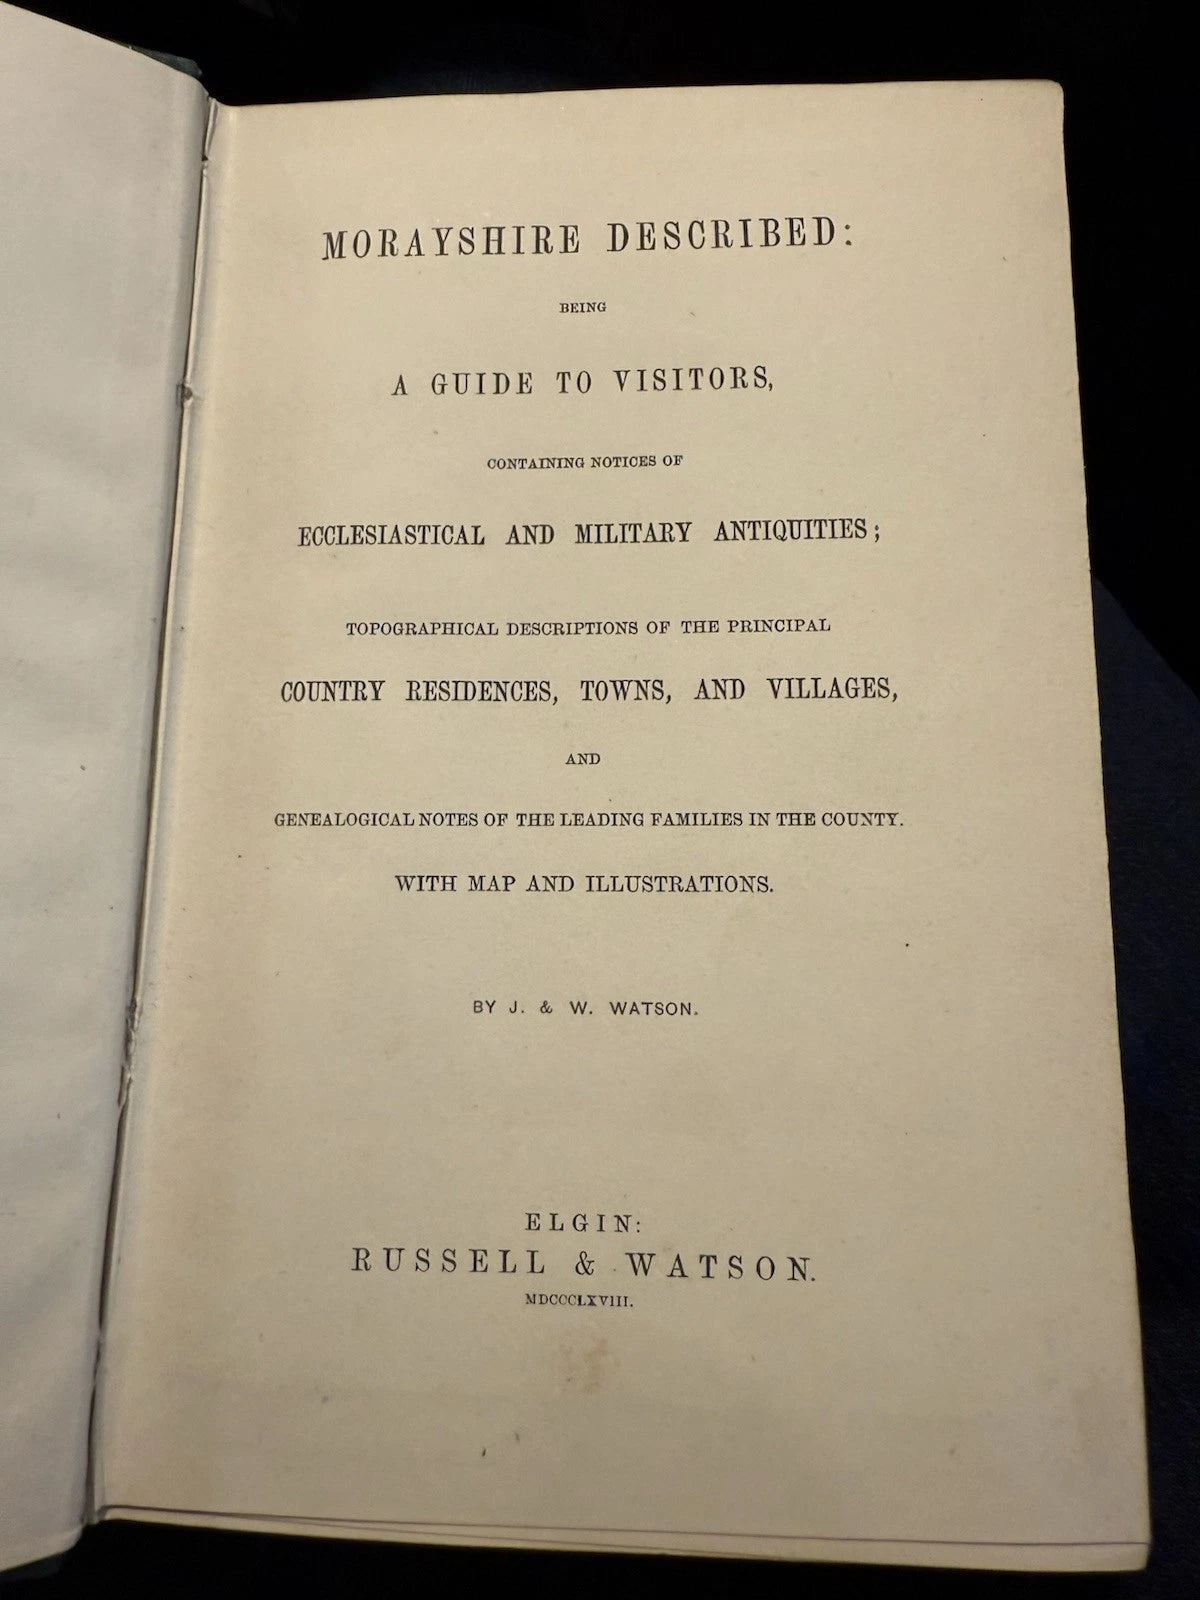 MORAYSHIRE DESCRIBED:
BEING
A GUIDE TO VISITORS,
CONTAINING NOTICES OF
ECCLESIASTICAL AND MILITARY ANTIQUITIES;
TOPOGRAPHICAL DESCRIPTIONS OF THE PRINCIPAL
COUNTRY RESIDENCES, TOWNS, AND VILLAGES,
AND
GENEALOGICAL NOTES OF THE LEADING FAMILIES IN THE COUNTY.
WITH MAP AND ILLUSTRATIONS.
BY J. & W. WATSON.
ELGIN:
RUSSELL & WATSON.
MDCCCLXVIII.